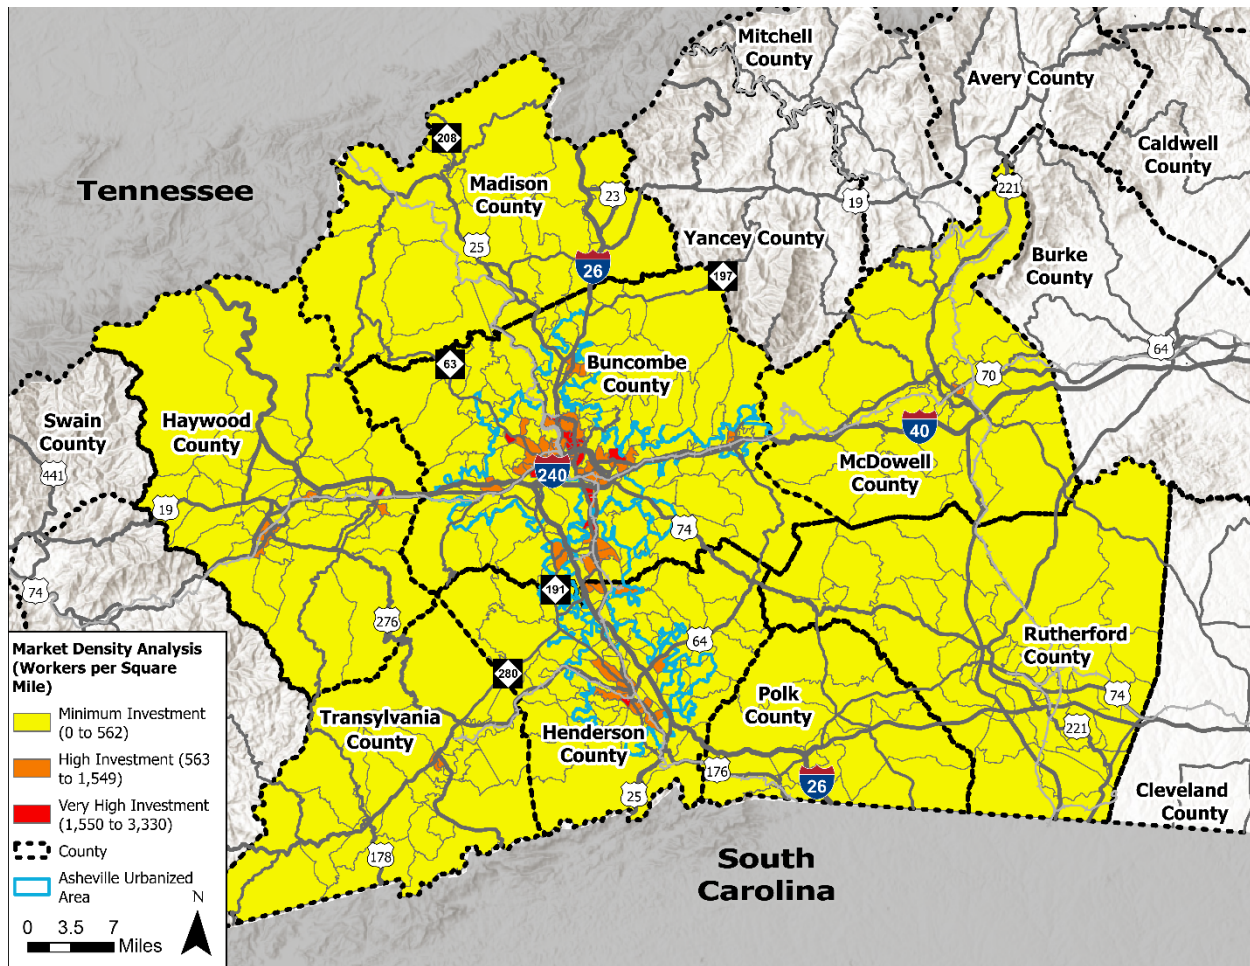 Mitchell
County
Avery County
Caldwell
County
208
Tennessee
Madison
County
221
23
19
25
Yancey County
Burke
County
26
197
64
63
Buncombe
County
70
Swain
County
Haywood
County
40
441
240
McDowell
County
19
74
74
191
276
64
Rutherford
County
280
Polk
County
74
Transylvania
County
Henderson
County
221
176
26
25
Cleveland
County
178
South
Carolina
Market Density Analysis
(Workers per Square
Mile)
Minimum Investment
(0 to 562)
High Investment (563
to 1,549)
Very High Investment
(1,550 to 3,330)
County
Asheville Urbanized
Area
N
0 3.5 7
Miles